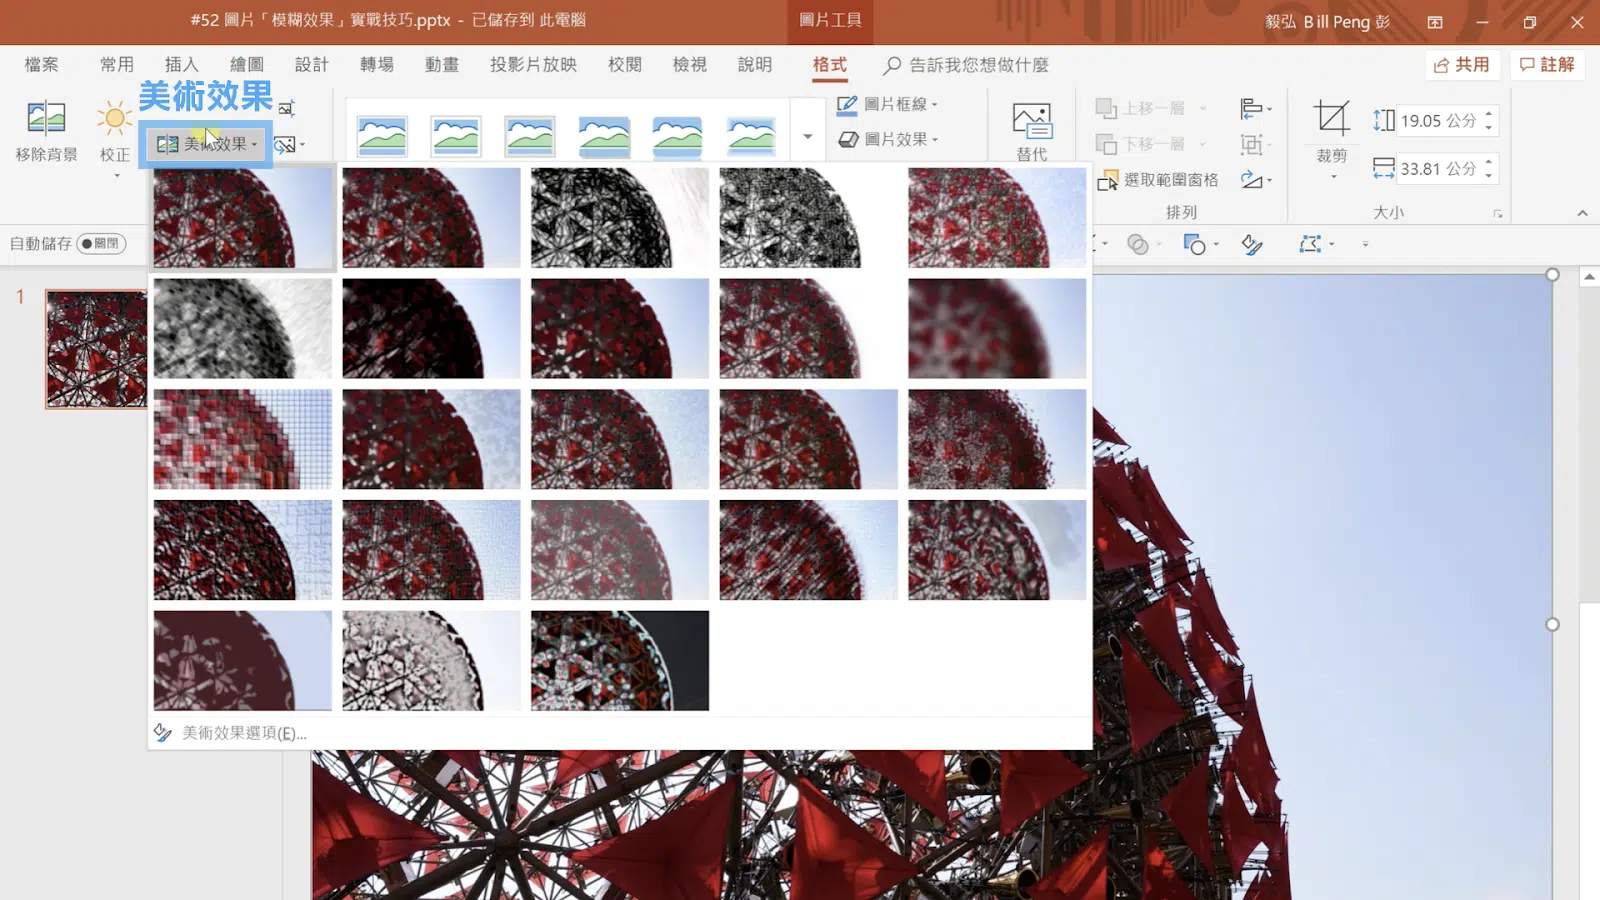 #52 圖片「模糊效果」實戰技巧.pptx - 已儲存到 此電腦
圖片工具
毅弘 Bill Peng 彭
檔案 常用 插入 繪圖 設計 轉場 動畫 投影片放映 校閱 檢視 說明 格式 告訴我您想做什麼
共用 註解
美術效果
移除背景
校正
美術效果
圖片框線
圖片效果
替代
上移一層
下移一層
選取範圍窗格
排列
裁剪
19.05 公分
33.81 公分
大小
自動儲存 關閉
1
美術效果選項(E)...